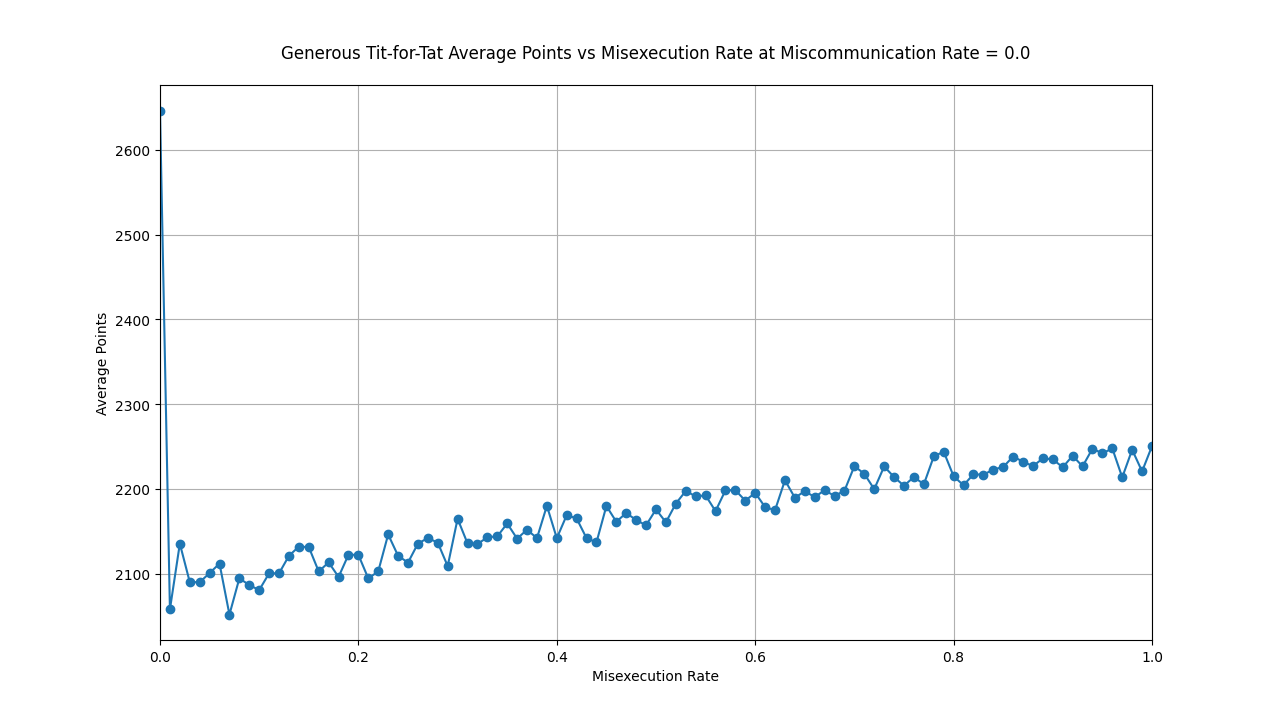 Generous Tit-for-Tat Average Points vs Misexecution Rate at Miscommunication Rate = 0.0
2600
2500
2400
2300
2200
2100
Average Points
0.0 0.2 0.4 0.6 0.8 1.0
Misexecution Rate